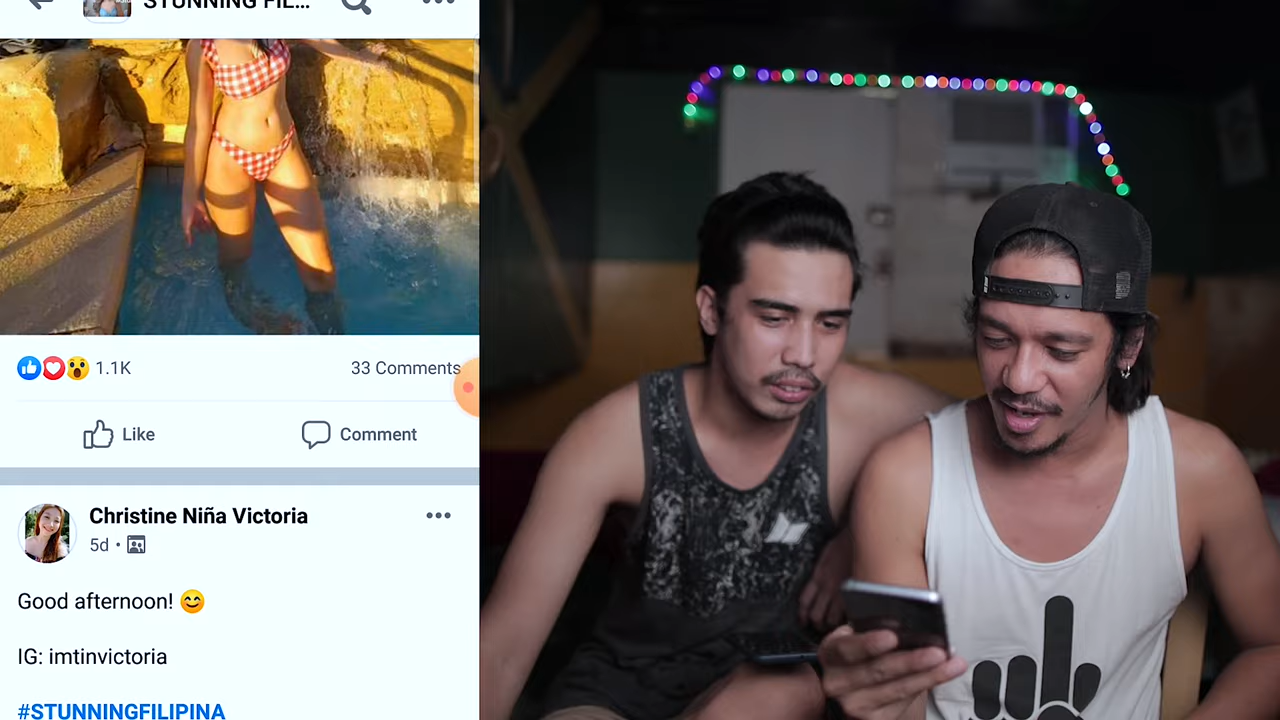 STUNNING FIL...
1.1K
33 Comments
Like
Comment
Christine Niña Victoria
5d
Good afternoon! 😊
IG: imtinvictoria
#STUNNINGFILIPINA